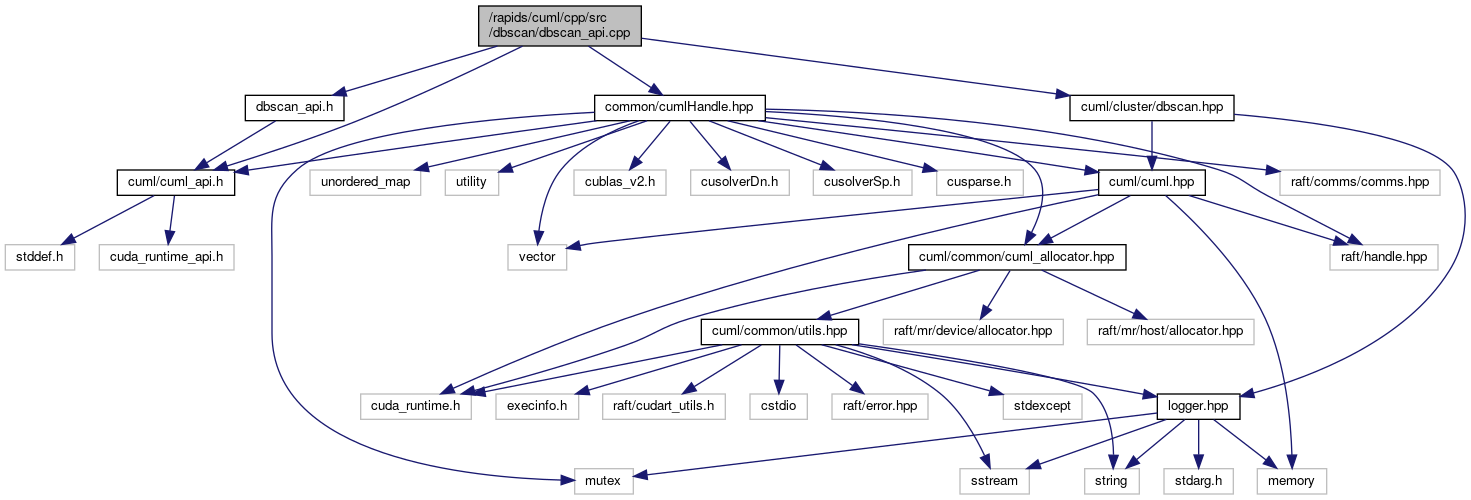 /rapids/cuml/cpp/src
/dbscan/dbscan_api.cpp
dbscan_api.h
common/cumlHandle.hpp
cuml/cluster/dbscan.hpp
cuml/cuml_api.h
unordered_map
utility
cublas_v2.h
cusolverDn.h
cusolverSp.h
cusparse.h
cuml/cuml.hpp
raft/comms/comms.hpp
stddef.h
cuda_runtime_api.h
vector
cuml/common/cuml_allocator.hpp
raft/handle.hpp
cuml/common/utils.hpp
raft/mr/device/allocator.hpp
raft/mr/host/allocator.hpp
cuda_runtime.h
execinfo.h
raft/cudart_utils.h
cstdio
raft/error.hpp
stdexcept
logger.hpp
mutex
sstream
string
stdarg.h
memory